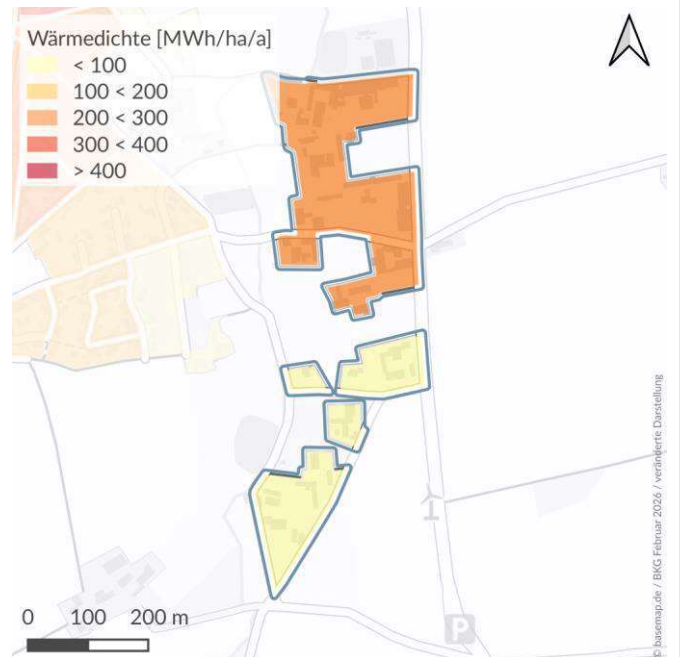 Wärmedichte [MWh/ha/a]
< 100
100 < 200
200 < 300
300 < 400
> 400
0 100 200 m
P
© basemap.de / BKG Februar 2026 / veränderte Darstellung